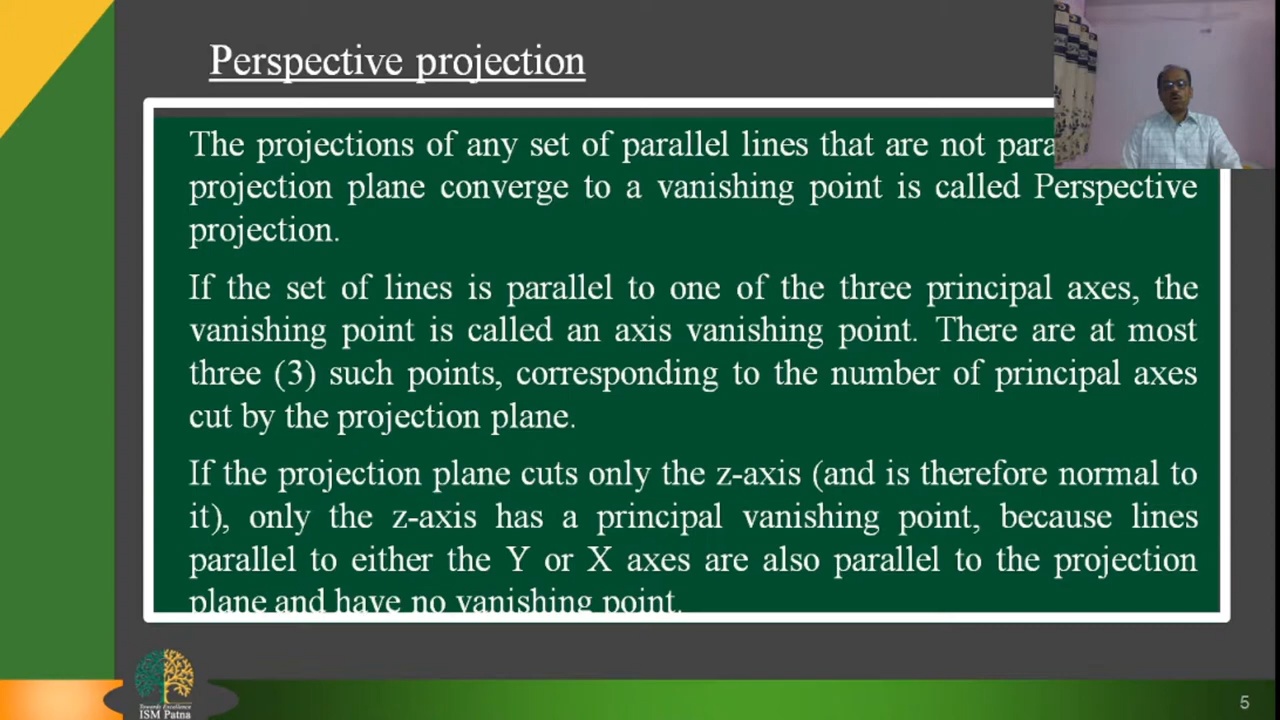 Perspective projection
The projections of any set of parallel lines that are not
projection plane converge to a vanishing point is called Perspective
projection.
If the set of lines is parallel to one of the three principal axes, the
vanishing point is called an axis vanishing point. There are at most
three (3) such points, corresponding to the number of principal axes
cut by the projection plane.
If the projection plane cuts only the z-axis (and is therefore normal to
it), only the z-axis has a principal vanishing point, because lines
parallel to either the Y or X axes are also parallel to the projection
plane and have no vanishing point.
Towards Excellence
ISM Patna
5